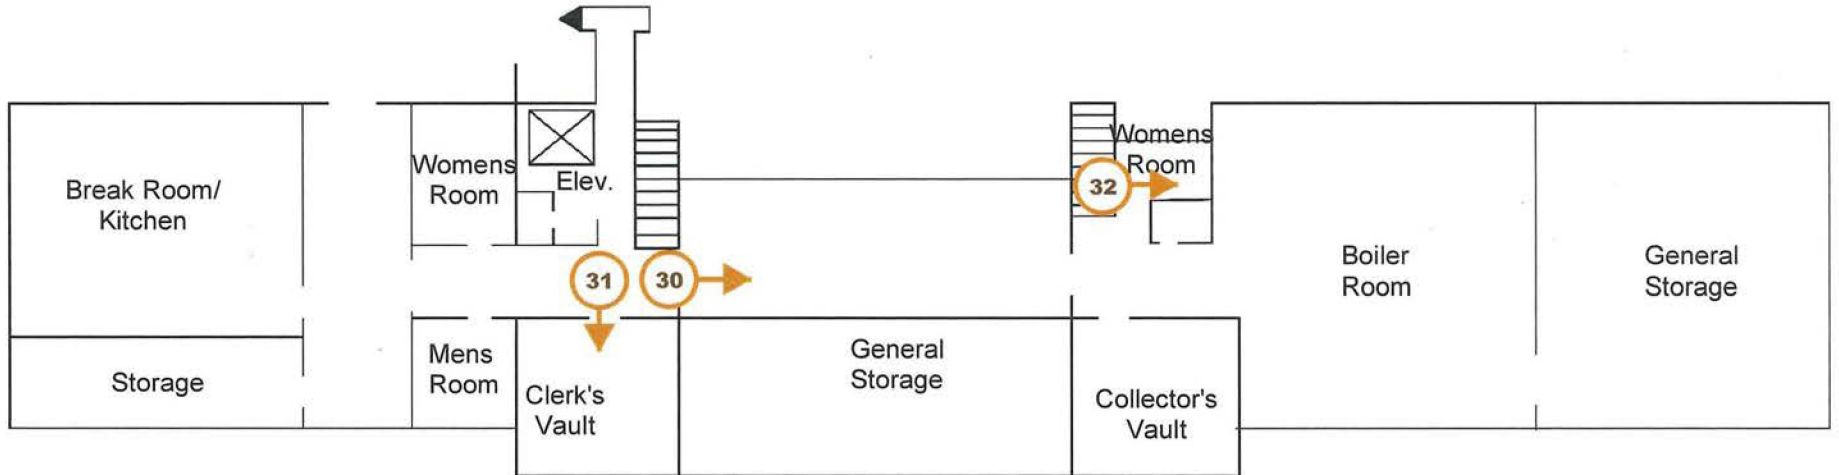 Womens
Room
Womens
Room
Elev.
Break Room/
Kitchen
32
31
30
Boiler
Room
General
Storage
Mens
Room
General
Storage
Storage
Clerk's
Vault
Collector's
Vault